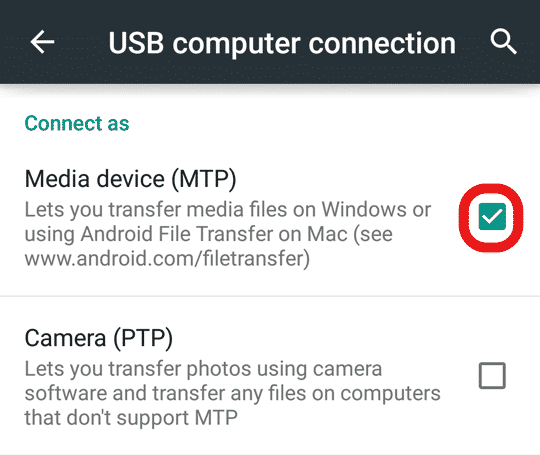 USB computer connection
Connect as
Media device (MTP)
Lets you transfer media files on Windows or
using Android File Transfer on Mac (see
www.android.com/filetransfer)
Camera (PTP)
Lets you transfer photos using camera
software and transfer any files on computers
that don't support MTP